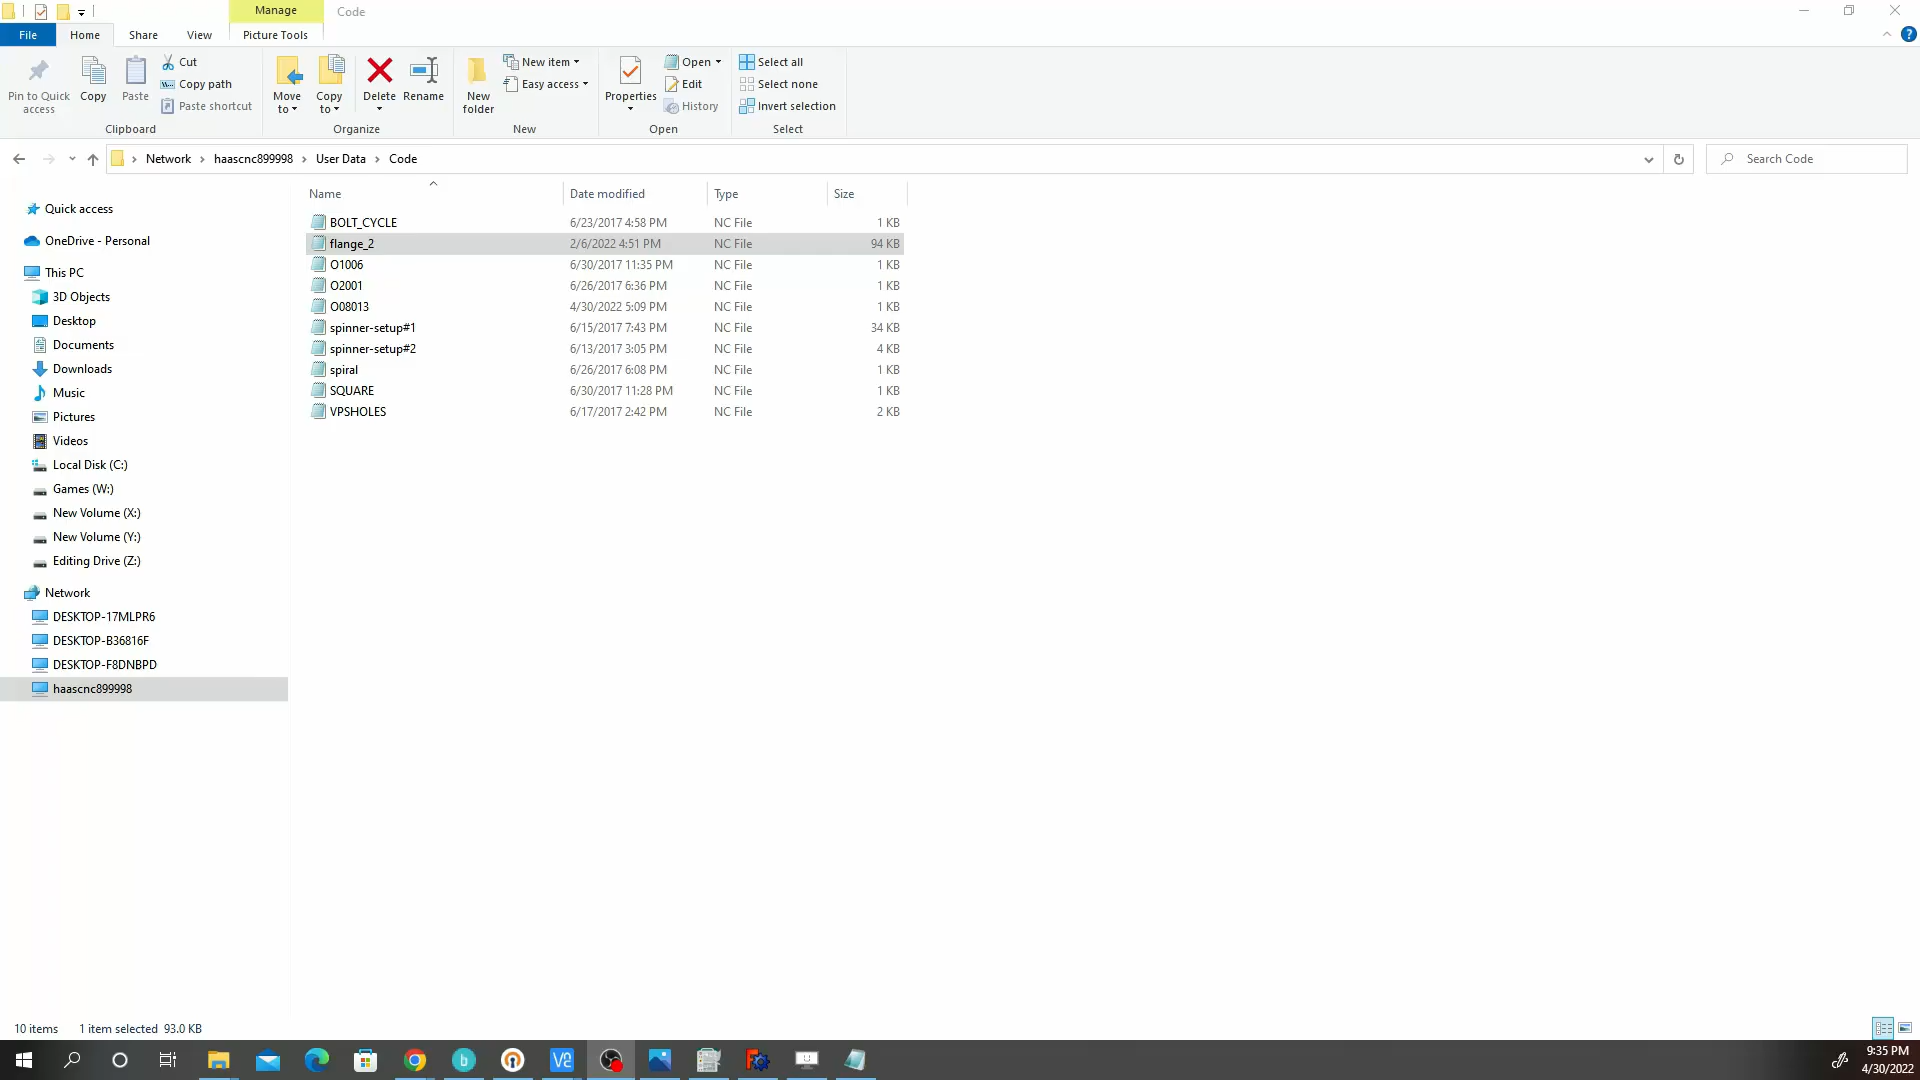 Manage
Code
File
Home
Share
View
Picture Tools
Pin to Quick access
Copy
Paste
Cut
Copy path
Paste shortcut
Clipboard
Move to
Copy to
Delete
Rename
Organize
New folder
New item
Easy access
New
Properties
Open
Edit
History
Open
Select all
Select none
Invert selection
Select
Network
haascnc899998
User Data
Code
Search Code
Name
Date modified
Type
Size
BOLT_CYCLE 6/23/2017 4:58 PM NC File 1 KB
flange_2 2/6/2022 4:51 PM NC File 94 KB
O1006 6/30/2017 11:35 PM NC File 1 KB
O2001 6/26/2017 6:36 PM NC File 1 KB
O08013 4/30/2022 5:09 PM NC File 1 KB
spinner-setup#1 6/15/2017 7:43 PM NC File 34 KB
spinner-setup#2 6/13/2017 3:05 PM NC File 4 KB
spiral 6/26/2017 6:08 PM NC File 1 KB
SQUARE 6/30/2017 11:28 PM NC File 1 KB
VPSHOLES 6/17/2017 2:42 PM NC File 2 KB
Quick access
OneDrive - Personal
This PC
3D Objects
Desktop
Documents
Downloads
Music
Pictures
Videos
Local Disk (C:)
Games (W:)
New Volume (X:)
New Volume (Y:)
Editing Drive (Z:)
Network
DESKTOP-17MLPR6
DESKTOP-B36816F
DESKTOP-F8DNBPD
haascnc899998
10 items
1 item selected 93.0 KB
9:35 PM
4/30/2022